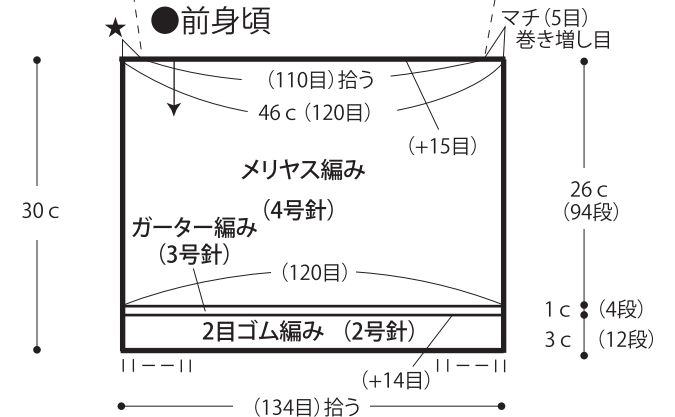 ★
●前身頃
マチ(5目)
巻き増し目
(110目)拾う
46c(120目)
(+15目)
メリヤス編み
(4号針)
26c
(94段)
30c
ガーター編み
(3号針)
(120目)
1c
(4段)
2目ゴム編み (2号針)
3c
(12段)
(+14目)
(134目)拾う